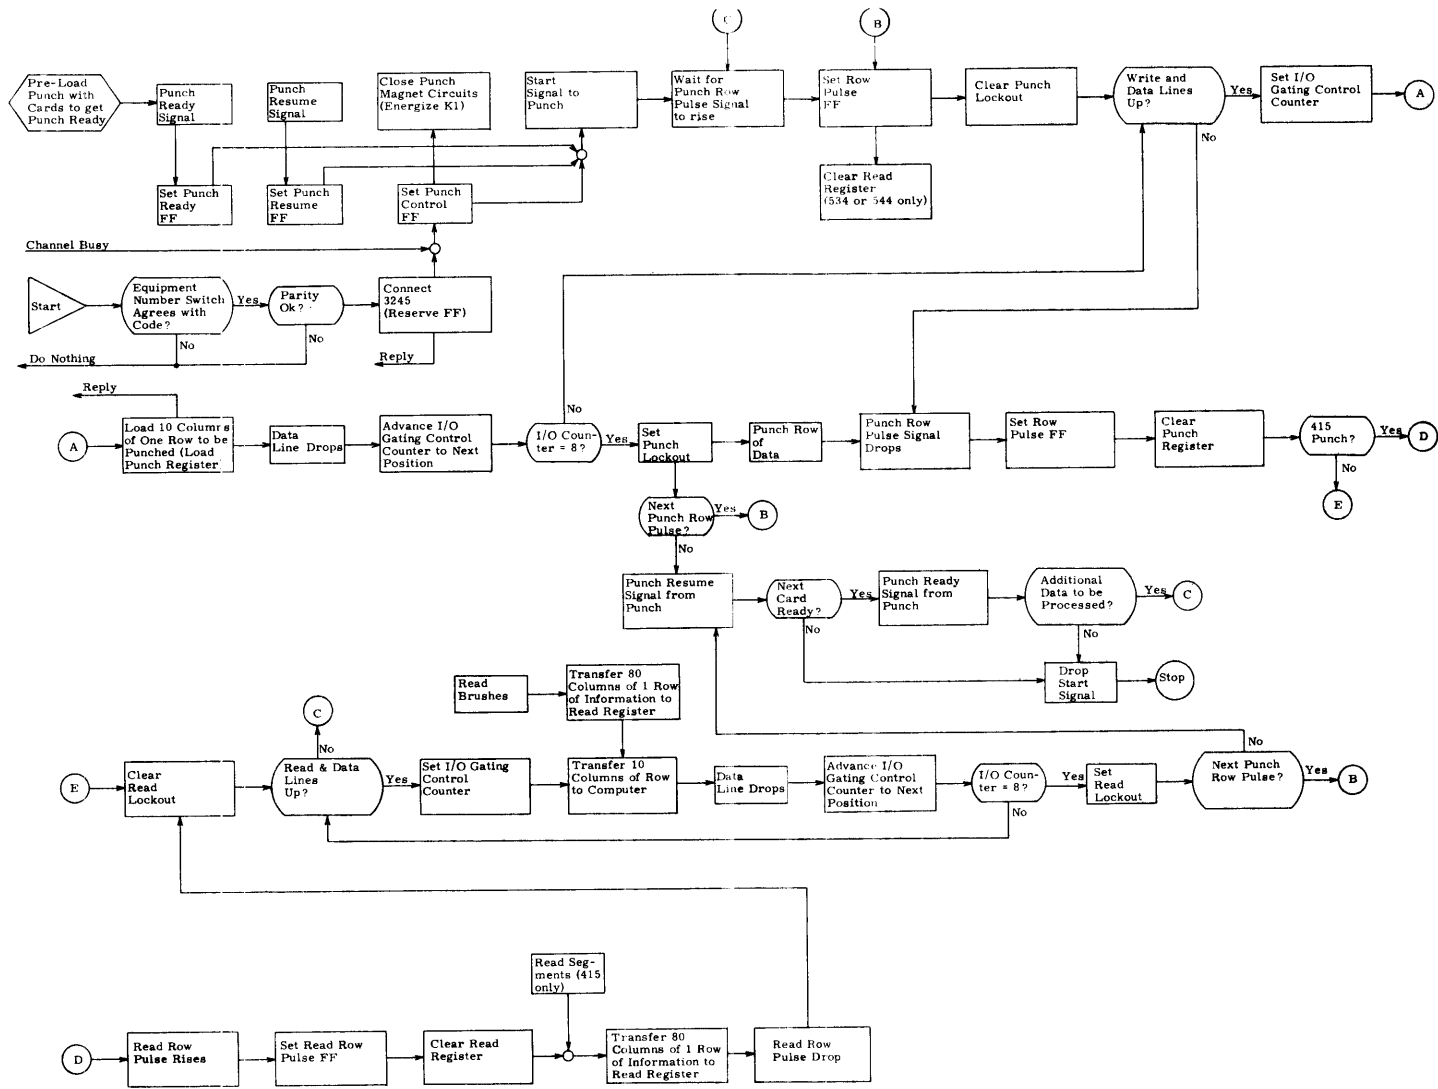 C
B
Pre-Load
Punch with
Cards to get
Punch Ready
Punch
Ready
Signal
Punch
Resume
Signal
Close Punch
Magnet Circuits
(Energize K1)
Start
Signal to
Punch
Wait for
Punch Row
Pulse Signal
to rise
Set Row
Pulse
FF
Clear Punch
Lockout
Write and
Data Lines
Up?
Yes
Set I/O
Gating Control
Counter
A
No
Set Punch
Ready
FF
Set Punch
Resume
FF
Set Punch
Control
FF
Clear Read
Register
(534 or 544 only)
Channel Busy
Start
Equipment
Number Switch
Agrees with
Code?
Yes
Parity
Ok?
Connect
3245
(Reserve FF)
No
No
Do Nothing
Reply
Reply
A
Load 10 Columns
of One Row to be
Punched (Load
Punch Register)
Data
Line Drops
Advance I/O
Gating Control
Counter to Next
Position
No
I/O Coun-
ter = 8?
Yes
Set
Punch
Lockout
Punch Row
of
Data
Punch Row
Pulse Signal
Drops
Set Row
Pulse FF
Clear
Punch
Register
415
Punch?
Yes
D
No
E
Next
Punch Row
Pulse?
Yes
B
No
Punch Resume
Signal from
Punch
Next
Card
Ready?
Yes
Punch Ready
Signal from
Punch
Additional
Data to be
Processed?
Yes
C
No
No
Drop
Start
Signal
Stop
Read
Brushes
Transfer 80
Columns of 1 Row
of Information to
Read Register
C
No
E
Clear
Read
Lockout
Read & Data
Lines
Up?
Yes
Set I/O Gating
Control
Counter
Transfer 10
Columns of Row
to Computer
Data
Line Drops
Advance I/O
Gating Control
Counter to Next
Position
I/O Coun-
ter = 8?
Yes
Set
Read
Lockout
No
Next Punch
Row Pulse?
Yes
B
No
Read Seg-
ments (415
only)
D
Read Row
Pulse Rises
Set Read Row
Pulse FF
Clear Read
Register
Transfer 80
Columns of 1 Row
of Information to
Read Register
Read Row
Pulse Drop